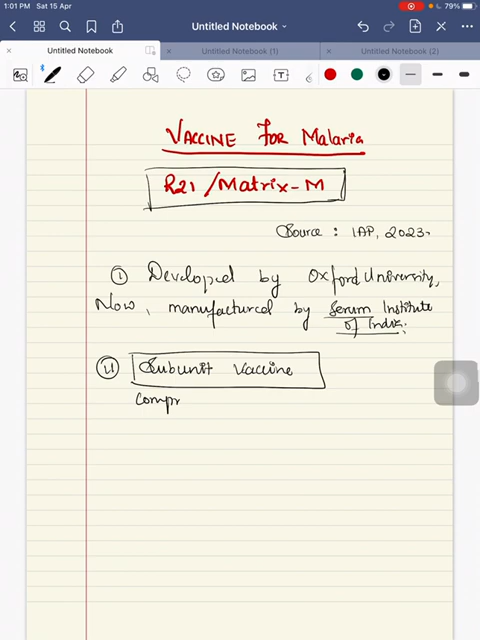 1:01 PM Sat 15 Apr
79%
Untitled Notebook
Untitled Notebook
Untitled Notebook (1)
Untitled Notebook (2)
VACCINE FOR Malaria
R21/Matrix-M
Source : IAP, 2023.
① Developed by Oxford University,
Now, manufactured by Serum Institute
of India.
② Subunit Vaccine
compr